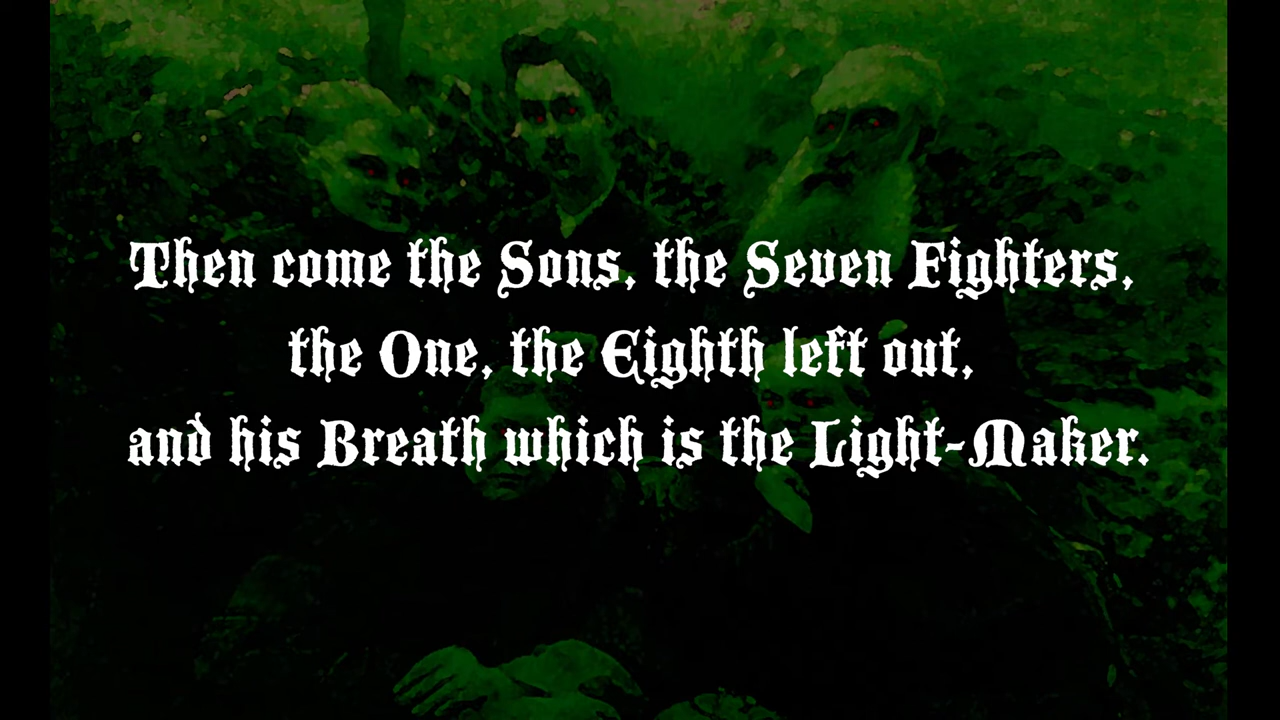 Then come the Sons, the Seven Fighters,
the One, the Eighth left out,
and his Breath which is the Light-Maker.